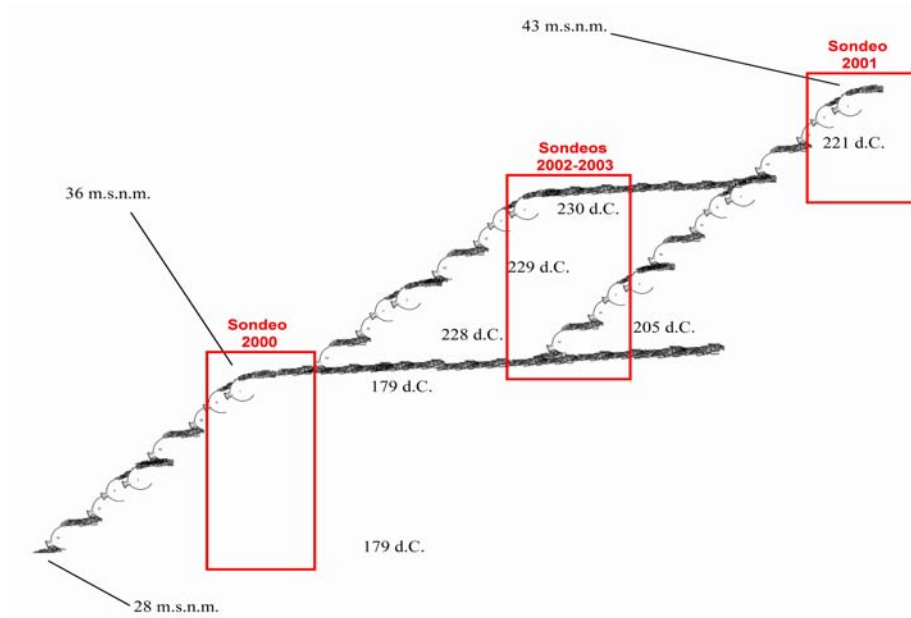 43 m.s.n.m.
Sondeo
2001
221 d.C.
Sondeos
2002-2003
36 m.s.n.m.
230 d.C.
229 d.C.
Sondeo
2000
228 d.C.
205 d.C.
179 d.C.
179 d.C.
28 m.s.n.m.